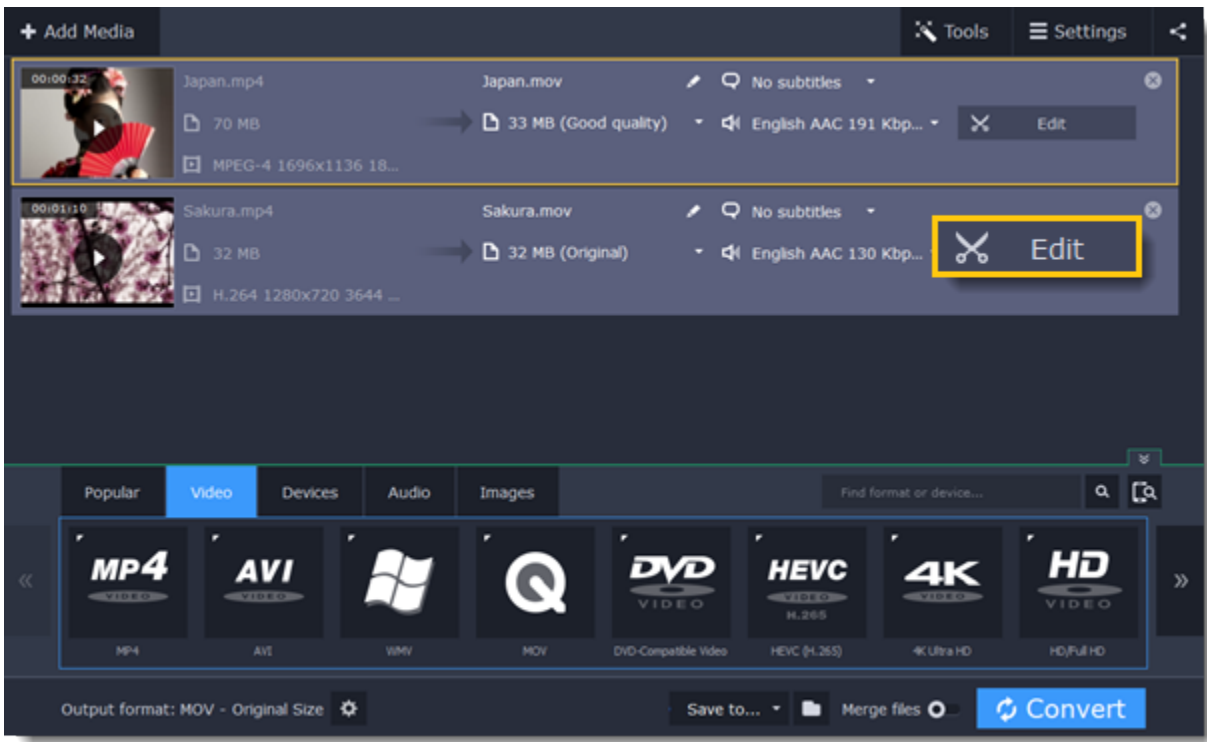 + Add Media
Tools
Settings
00:00:32
Japan.mp4
Japan.mov
No subtitles
70 MB
33 MB (Good quality)
English AAC 191 Kbp...
Edit
MPEG-4 1696x1136 18...
00:01:10
Sakura.mp4
Sakura.mov
No subtitles
32 MB
32 MB (Original)
English AAC 130 Kbp...
Edit
H.264 1280x720 3644 ...
Popular
Video
Devices
Audio
Images
Find format or device...
MP4 VIDEO
AVI VIDEO
DVD VIDEO
HEVC VIDEO H.265
4K VIDEO
HD VIDEO
MP4
AVI
WMV
MOV
DVD-Compatible Video
HEVC (H.265)
4K Ultra HD
HD/Full HD
Output format: MOV - Original Size
Save to...
Merge files
Convert